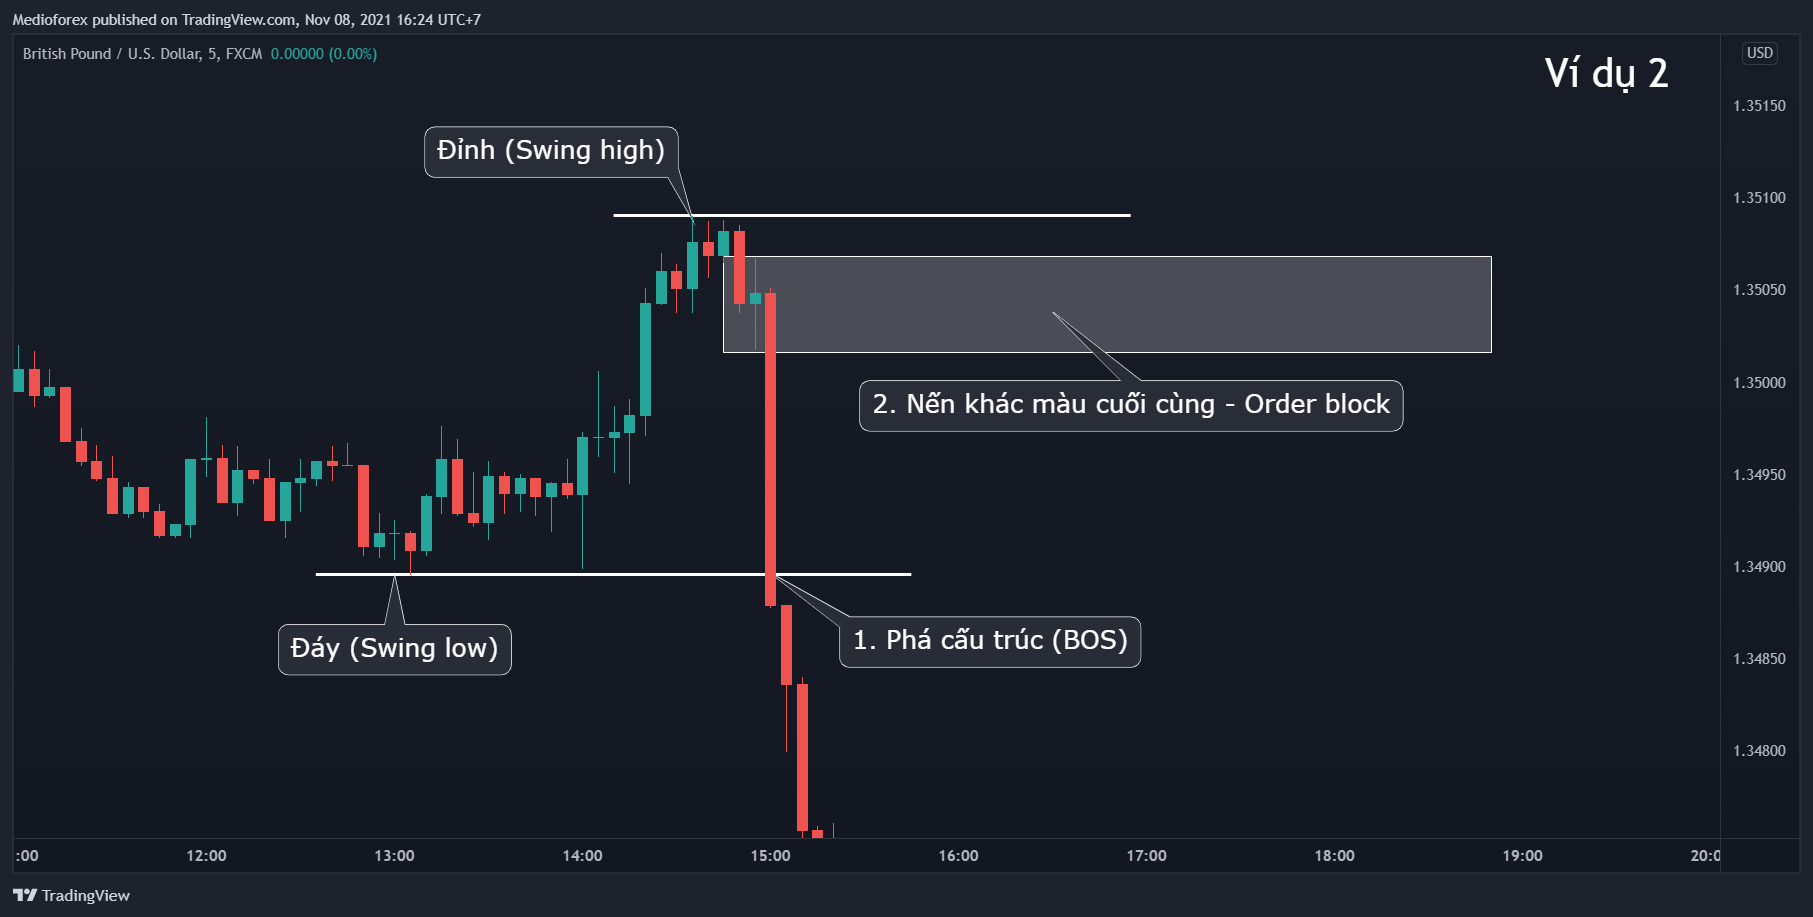 Medioforex published on TradingView.com, Nov 08, 2021 16:24 UTC+7
British Pound / U.S. Dollar, 5, FXCM 0.00000 (0.00%)
USD
Ví dụ 2
1.35150
Đỉnh (Swing high)
1.35100
1.35050
1.35000
2. Nến khác màu cuối cùng - Order block
1.34950
1.34900
Đáy (Swing low)
1. Phá cấu trúc (BOS)
1.34850
1.34800
:00 12:00 13:00 14:00 15:00 16:00 17:00 18:00 19:00 20:0
TradingView